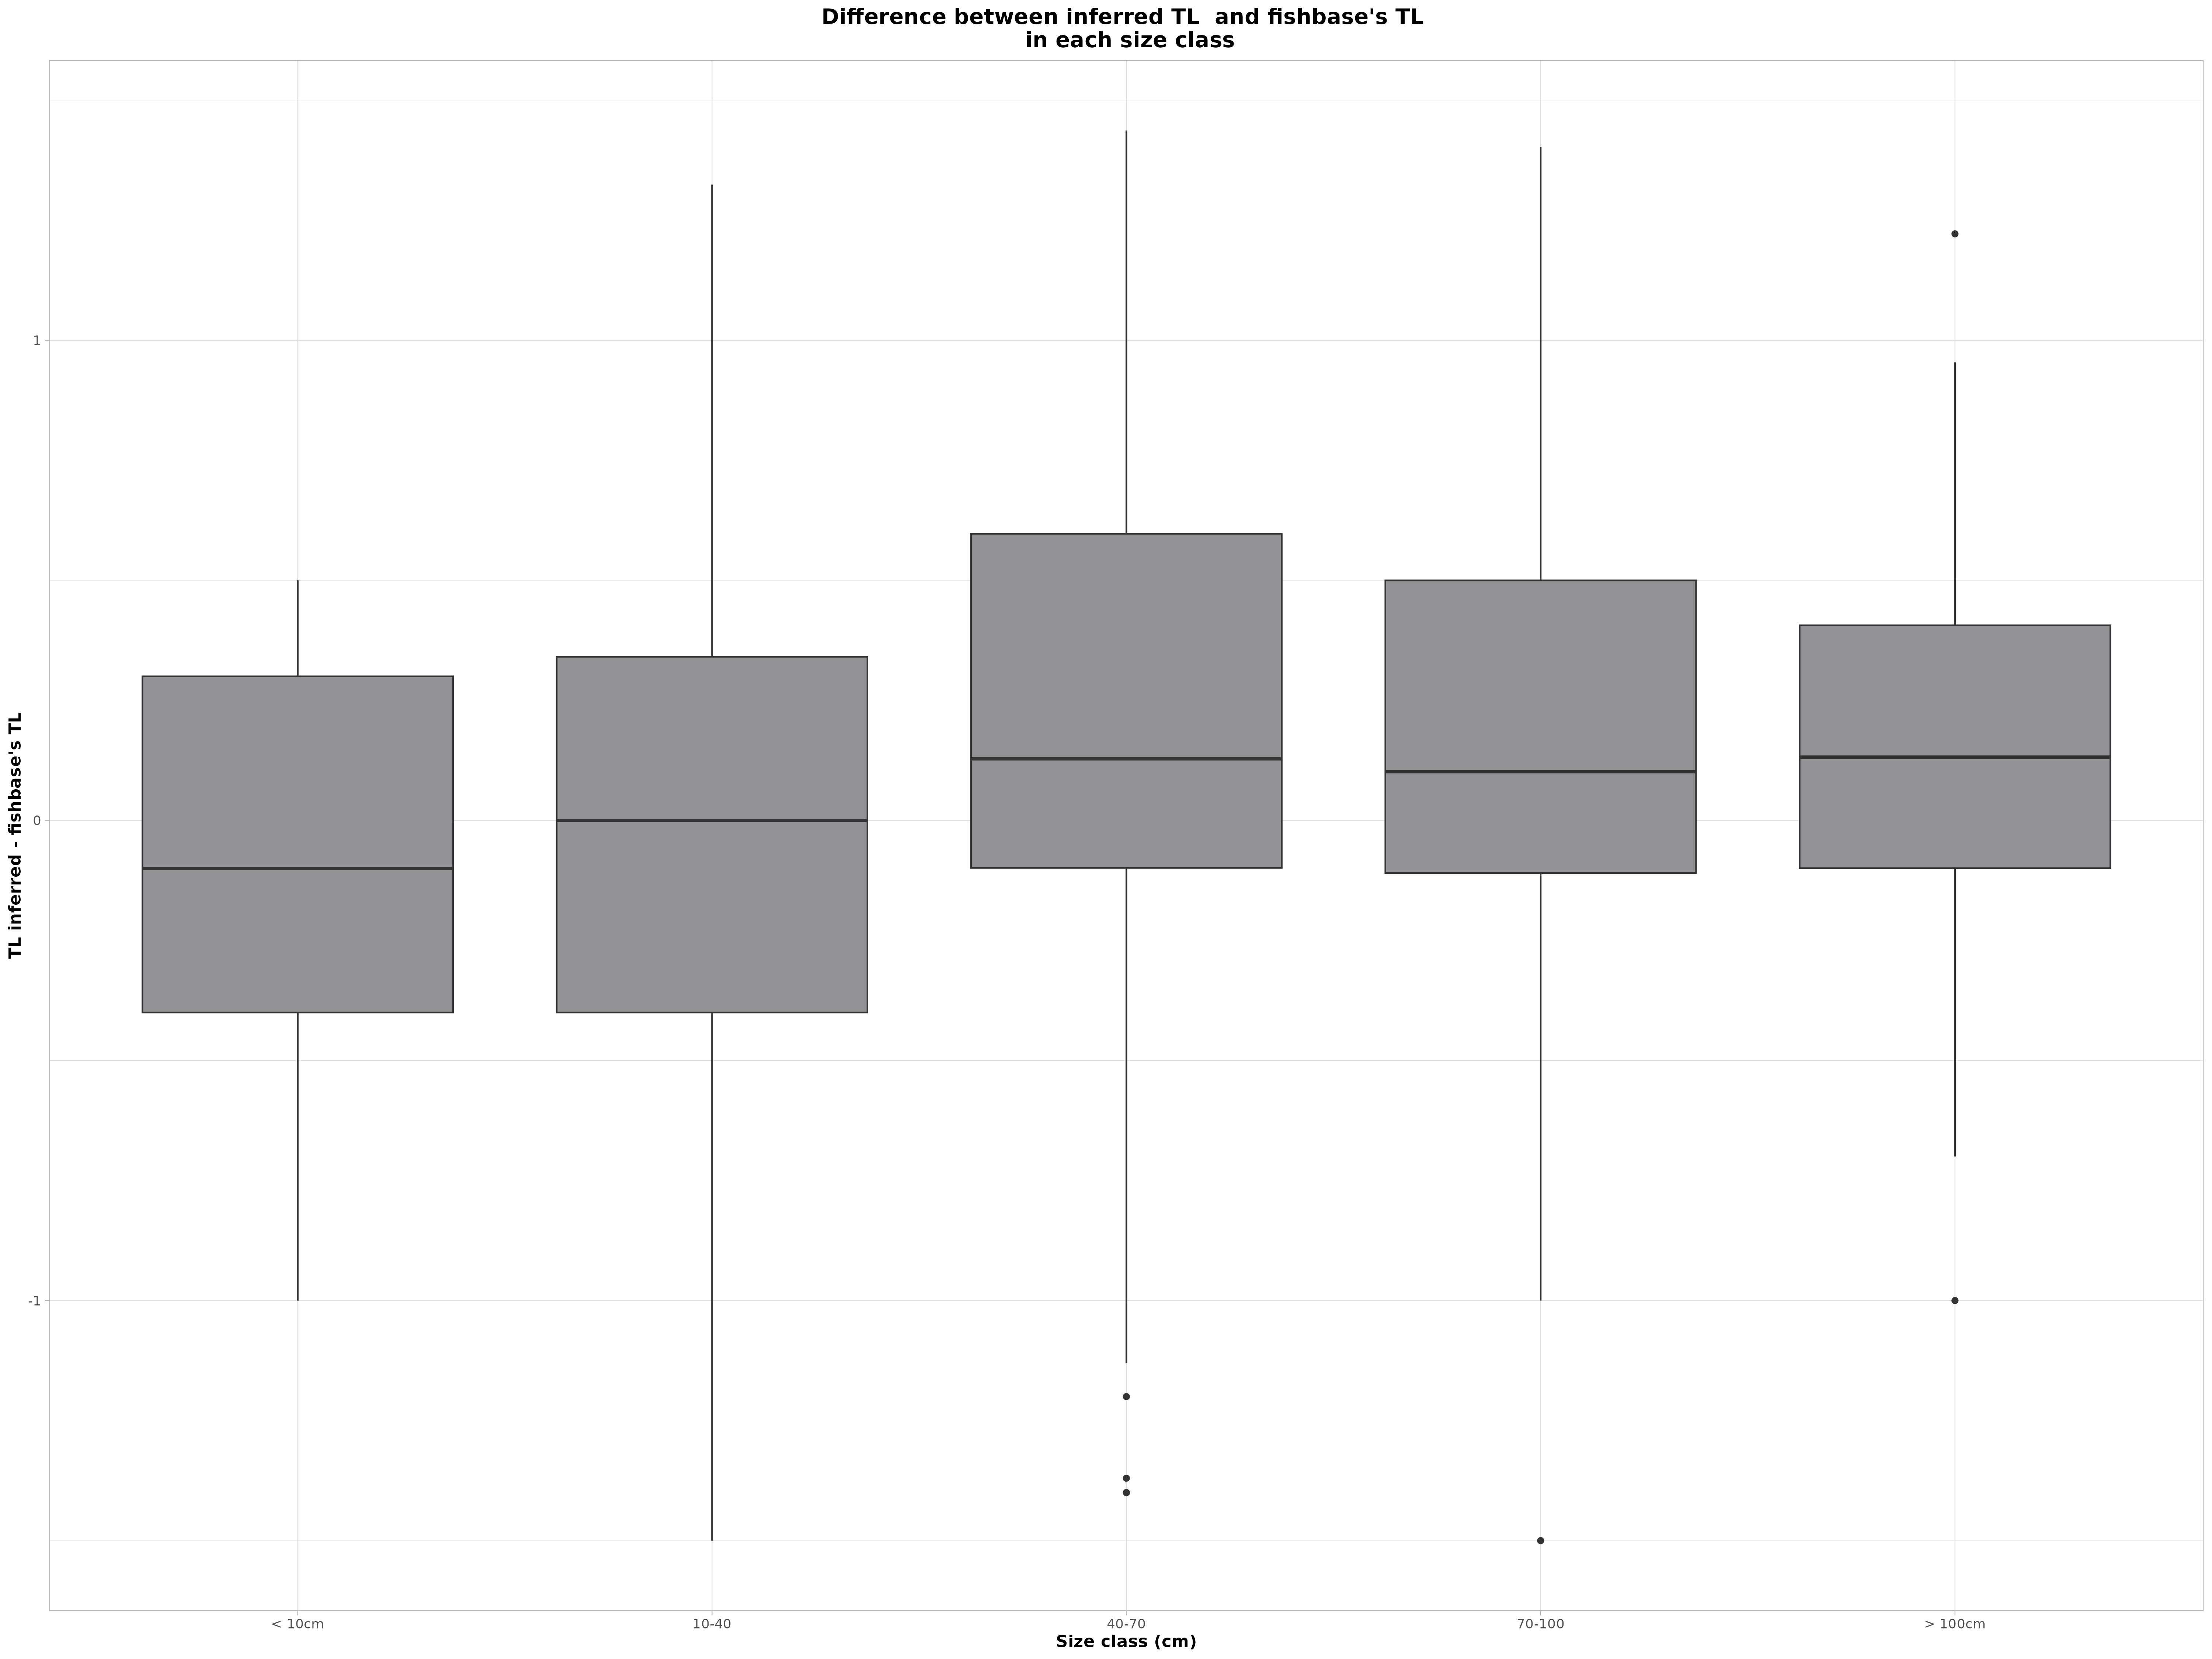 Difference between inferred TL  and fishbase's TL
in each size class
TL inferred - fishbase's TL
1
0
-1
< 10cm
10-40
40-70
70-100
> 100cm
Size class (cm)